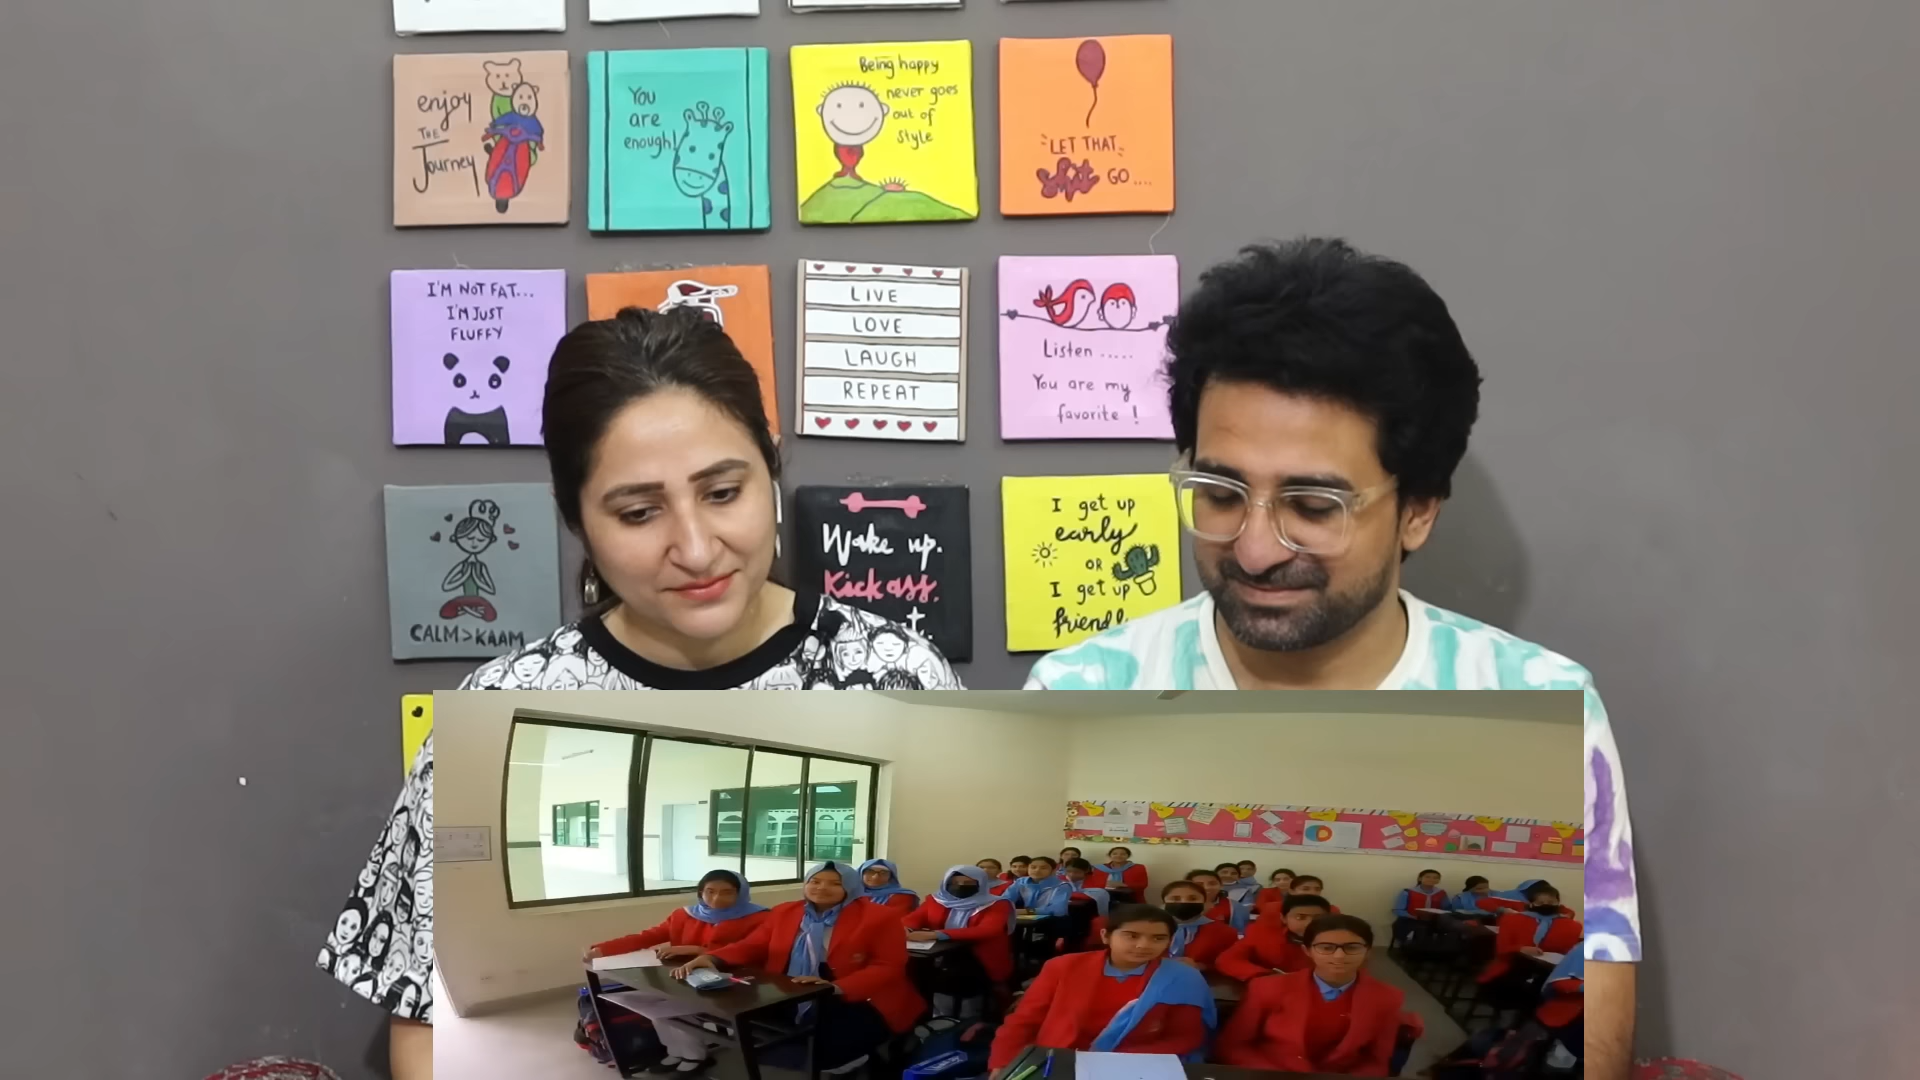 enjoy
THE
Journey
You
are
enough!
Being happy
never goes
out of
style
LET THAT
shit GO....
I'M NOT FAT...
I'M JUST
FLUFFY
LIVE
LOVE
LAUGH
REPEAT
Listen .....
You are my
favorite !
CALM>KAAM
Wake up.
Kick ass.
I get up
early
OR
I get up